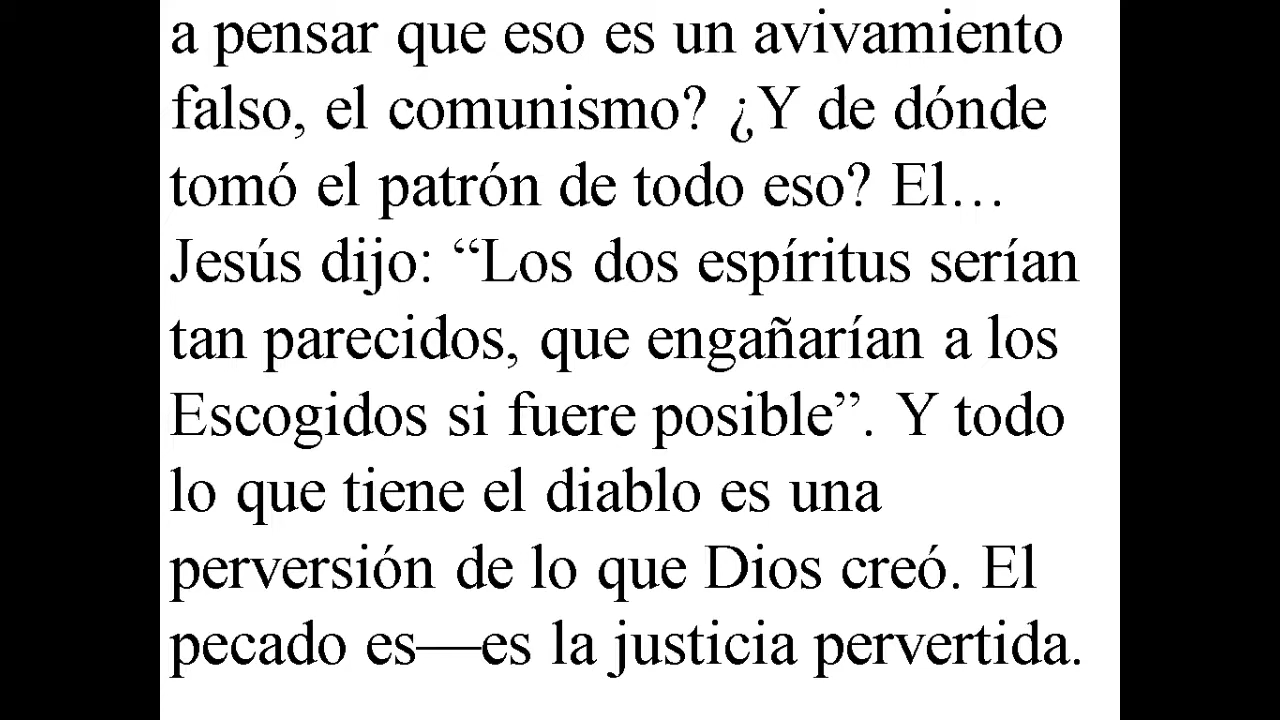 a pensar que eso es un avivamiento
falso, el comunismo? ¿Y de dónde
tomó el patrón de todo eso? El…
Jesús dijo: “Los dos espíritus serían
tan parecidos, que engañarían a los
Escogidos si fuere posible”. Y todo
lo que tiene el diablo es una
perversión de lo que Dios creó. El
pecado es—es la justicia pervertida.